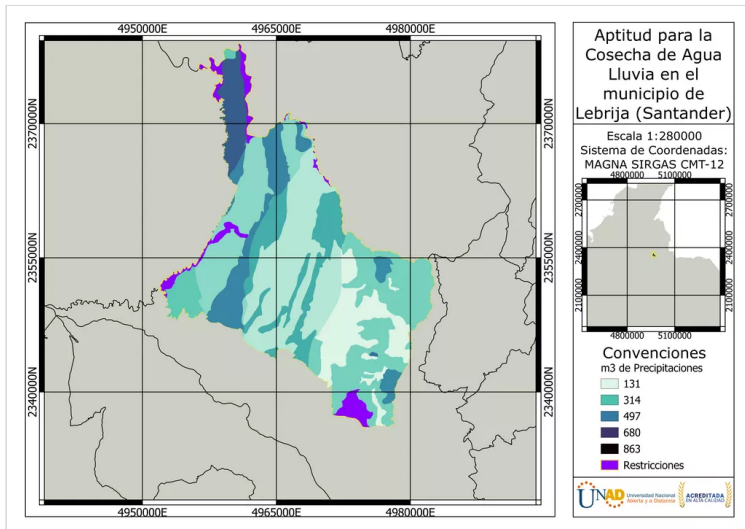 4950000E 4965000E 4980000E
2370000N 2370000N
2355000N 2355000N
2340000N 2340000N
4950000E 4965000E 4980000E
Aptitud para la
Cosecha de Agua
Lluvia en el
municipio de
Lebrija (Santander)
Escala 1:280000
Sistema de Coordenadas:
MAGNA SIRGAS CMT-12
4800000 5100000
2700000 2700000
2400000 2400000
2100000 2100000
4800000 5100000
Convenciones
m3 de Precipitaciones
131
314
497
680
863
Restricciones
UNAD Universidad Nacional
Abierta y a Distancia
ACREDITADA
EN ALTA CALIDAD